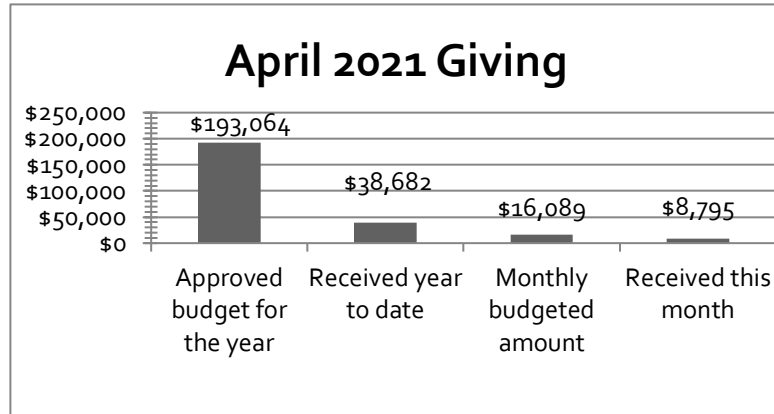 April 2021 Giving
$250,000
$200,000
$150,000
$100,000
$50,000
$0
$193,064
$38,682
$16,089
$8,795
Approved
budget for
the year
Received year
to date
Monthly
budgeted
amount
Received this
month